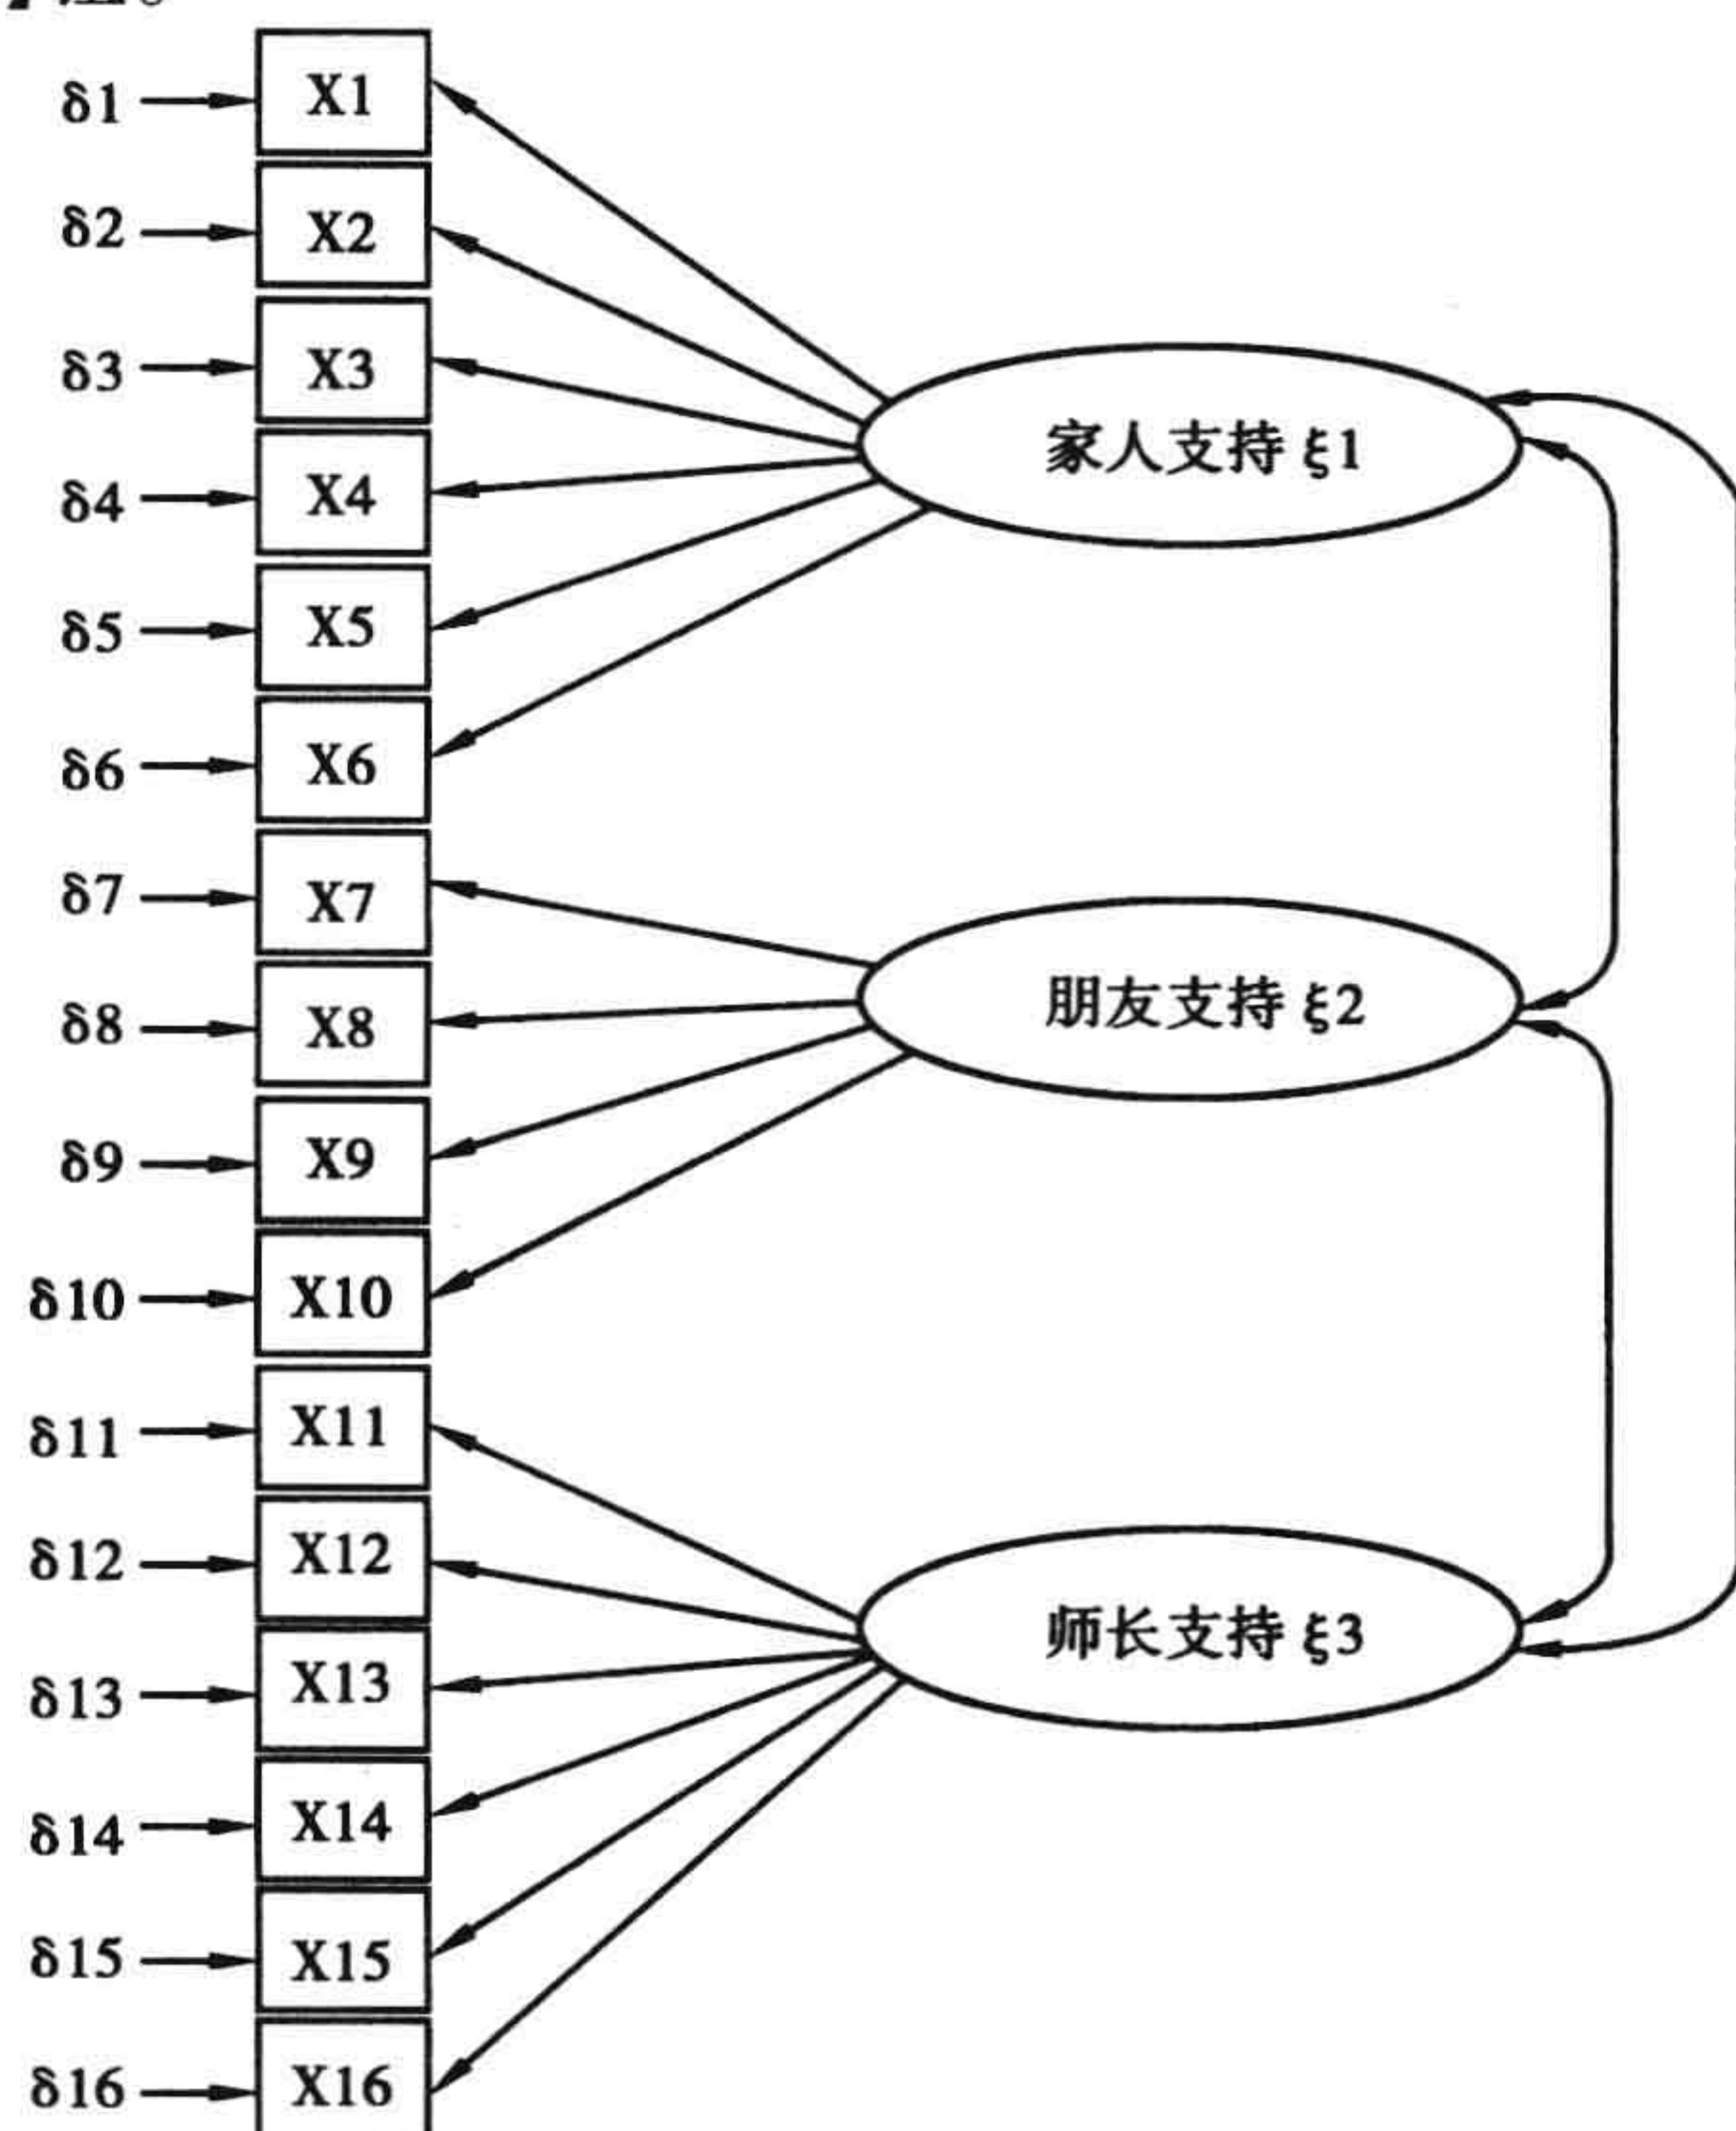 δ1 X1
δ2 X2
δ3 X3
家人支持 ξ1
δ4 X4
δ5 X5
δ6 X6
δ7 X7
朋友支持 ξ2
δ8 X8
δ9 X9
δ10 X10
δ11 X11
δ12 X12
师长支持 ξ3
δ13 X13
δ14 X14
δ15 X15
δ16 X16